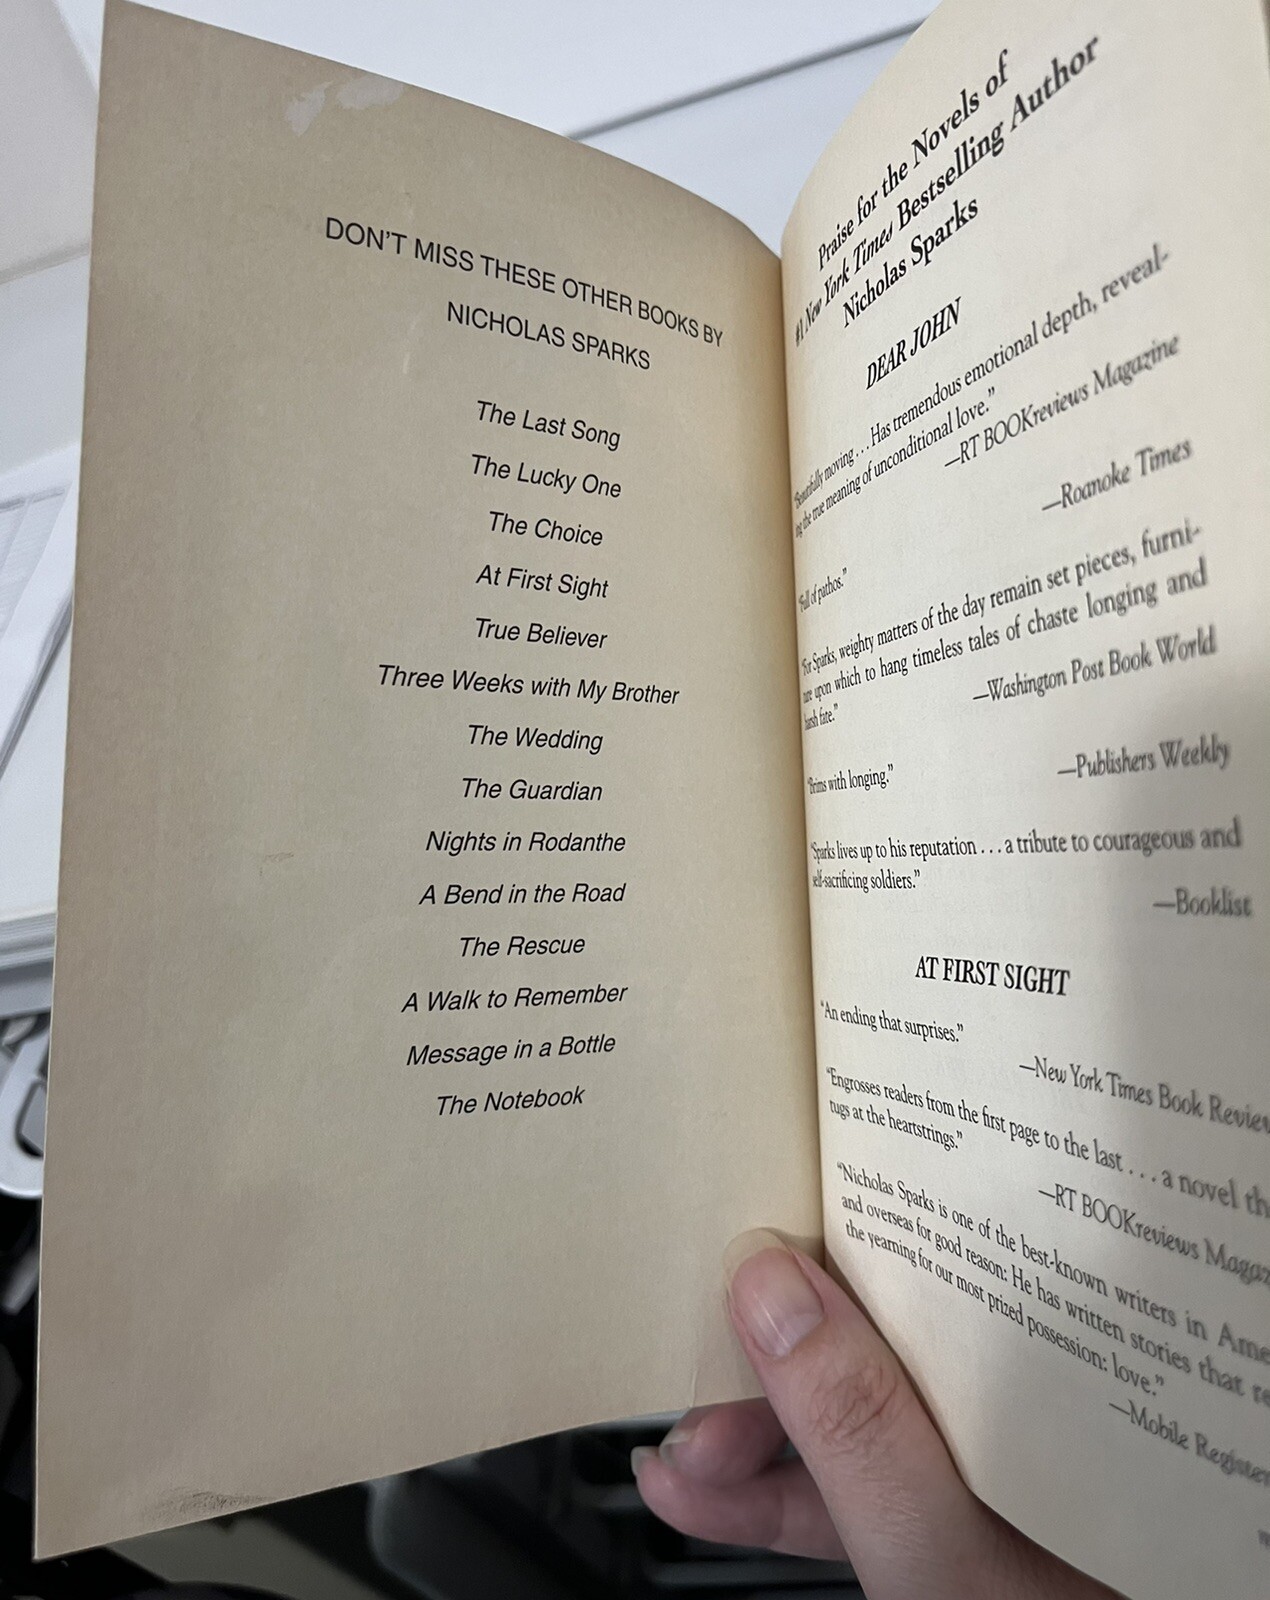 DON'T MISS THESE OTHER BOOKS BY
NICHOLAS SPARKS
The Last Song
The Lucky One
The Choice
At First Sight
True Believer
Three Weeks with My Brother
The Wedding
The Guardian
Nights in Rodanthe
A Bend in the Road
The Rescue
A Walk to Remember
Message in a Bottle
The Notebook
Praise for the Novels of
#1 New York Times Bestselling Author
Nicholas Sparks
DEAR JOHN
"Beautifully moving . . . Has tremendous emotional depth, reveal-
ing the true meaning of unconditional love."
—RT BOOKreviews Magazine
"Full of pathos."
—Roanoke Times
"For Sparks, weighty matters of the day remain set pieces, furni-
ture upon which to hang timeless tales of chaste longing and
harsh fate."
—Washington Post Book World
"Brims with longing."
—Publishers Weekly
"Sparks lives up to his reputation . . . a tribute to courageous and
self-sacrificing soldiers."
—Booklist
AT FIRST SIGHT
"An ending that surprises."
—New York Times Book Review
"Engrosses readers from the first page to the last . . . a novel th
tugs at the heartstrings."
—RT BOOKreviews Magaz
"Nicholas Sparks is one of the best-known writers in Ame
and overseas for good reason: He has written stories that re
the yearning for our most prized possession: love."
—Mobile Register